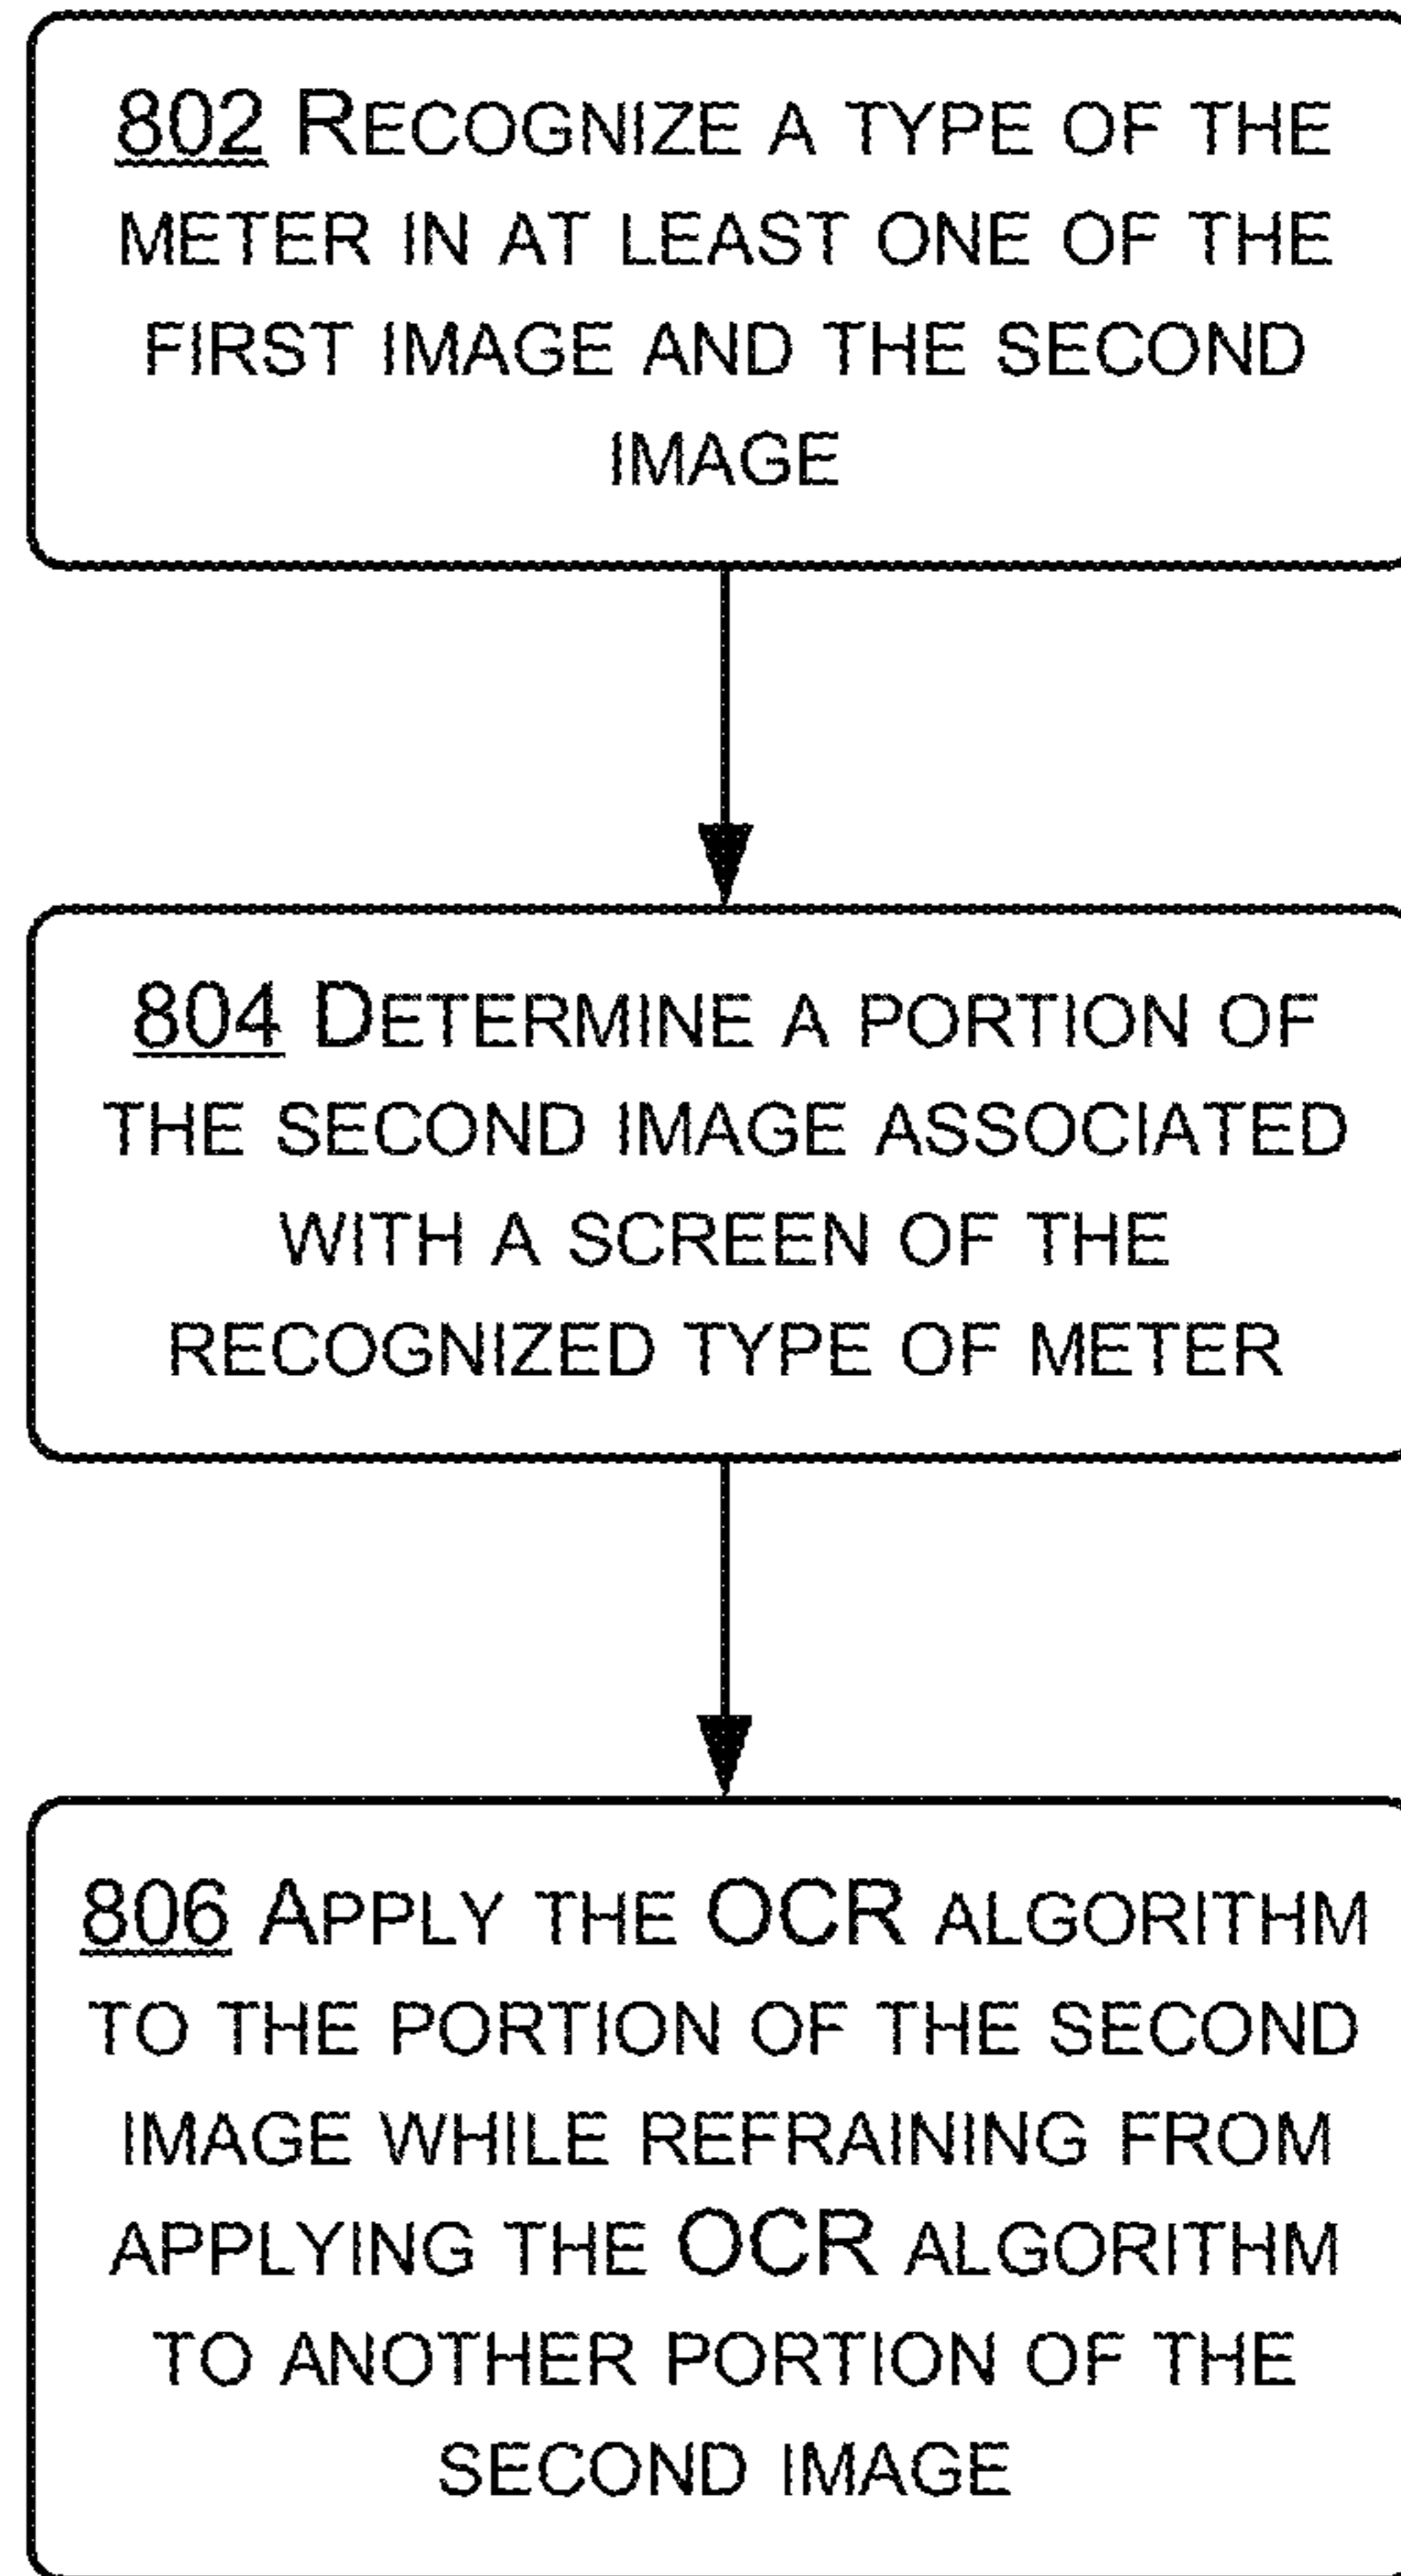 802 RECOGNIZE A TYPE OF THE
METER IN AT LEAST ONE OF THE
FIRST IMAGE AND THE SECOND
IMAGE
804 DETERMINE A PORTION OF
THE SECOND IMAGE ASSOCIATED
WITH A SCREEN OF THE
RECOGNIZED TYPE OF METER
806 APPLY THE OCR ALGORITHM
TO THE PORTION OF THE SECOND
IMAGE WHILE REFRAINING FROM
APPLYING THE OCR ALGORITHM
TO ANOTHER PORTION OF THE
SECOND IMAGE